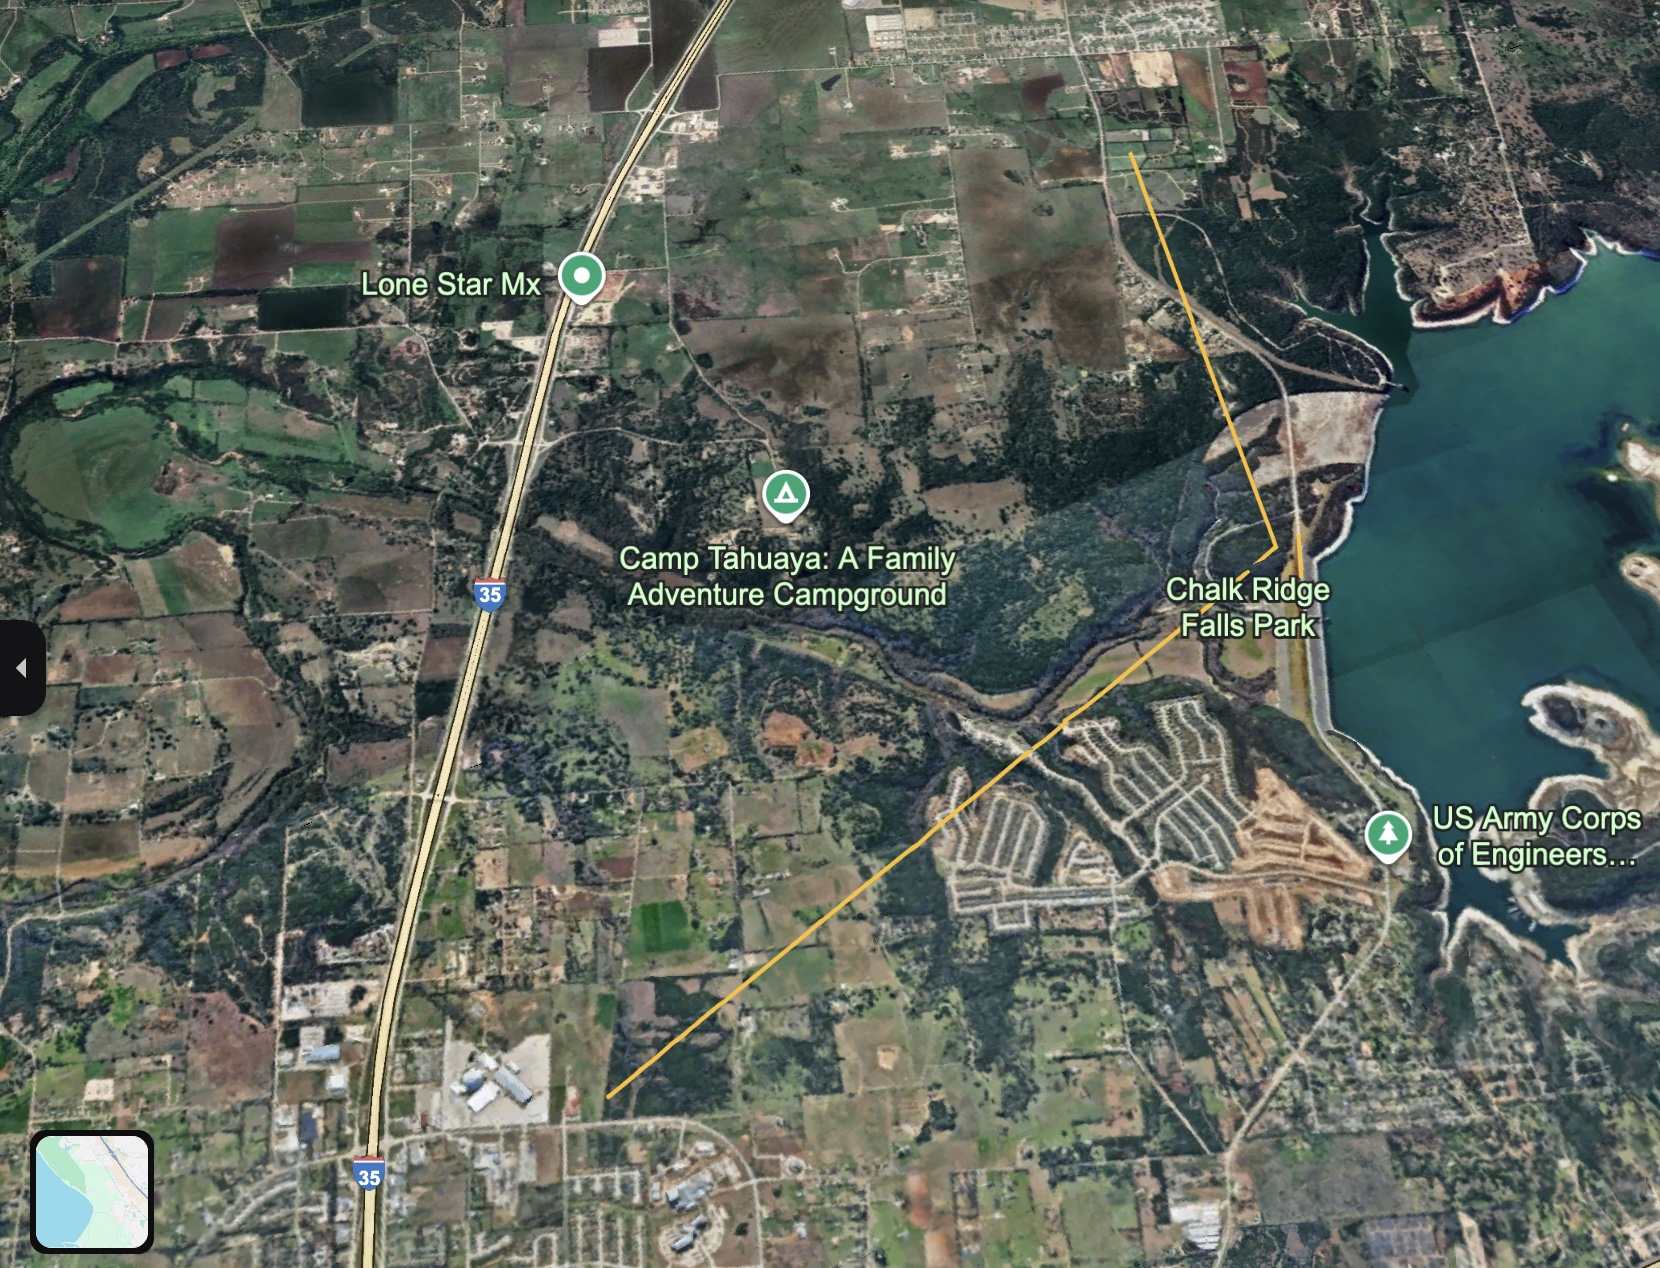 Lone Star Mx
Camp Tahuaya: A Family
Adventure Campground
35
Chalk Ridge
Falls Park
US Army Corps
of Engineers...
35